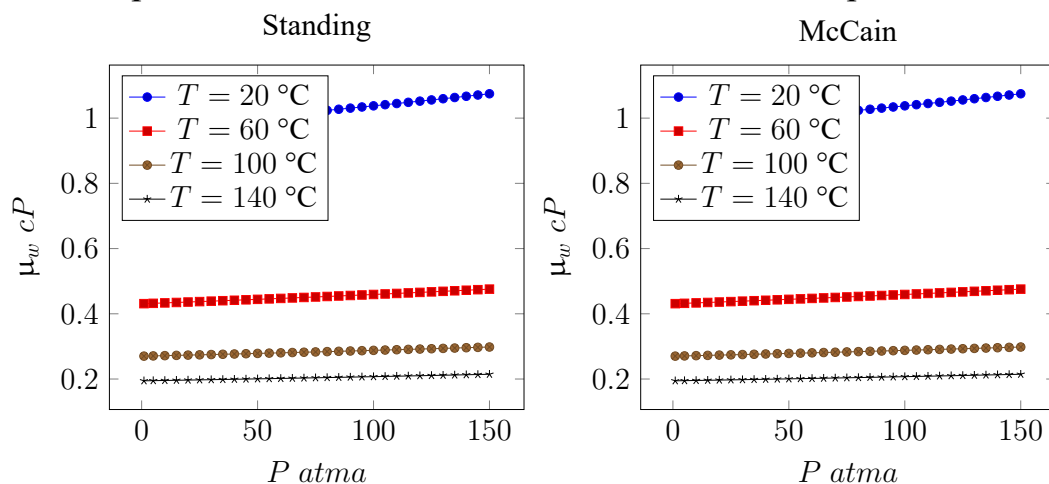 Standing
T = 20 °C
T = 60 °C
T = 100 °C
T = 140 °C
1
0.8
0.6
0.4
0.2
μw cP
0
50
100
150
P atma
McCain
T = 20 °C
T = 60 °C
T = 100 °C
T = 140 °C
1
0.8
0.6
0.4
0.2
μw cP
0
50
100
150
P atma